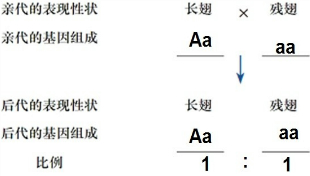 亲代的表现性状 长翅 × 残翅
亲代的基因组成 Aa aa
后代的表现性状 长翅 残翅
后代的基因组成 Aa aa
比例 1 : 1